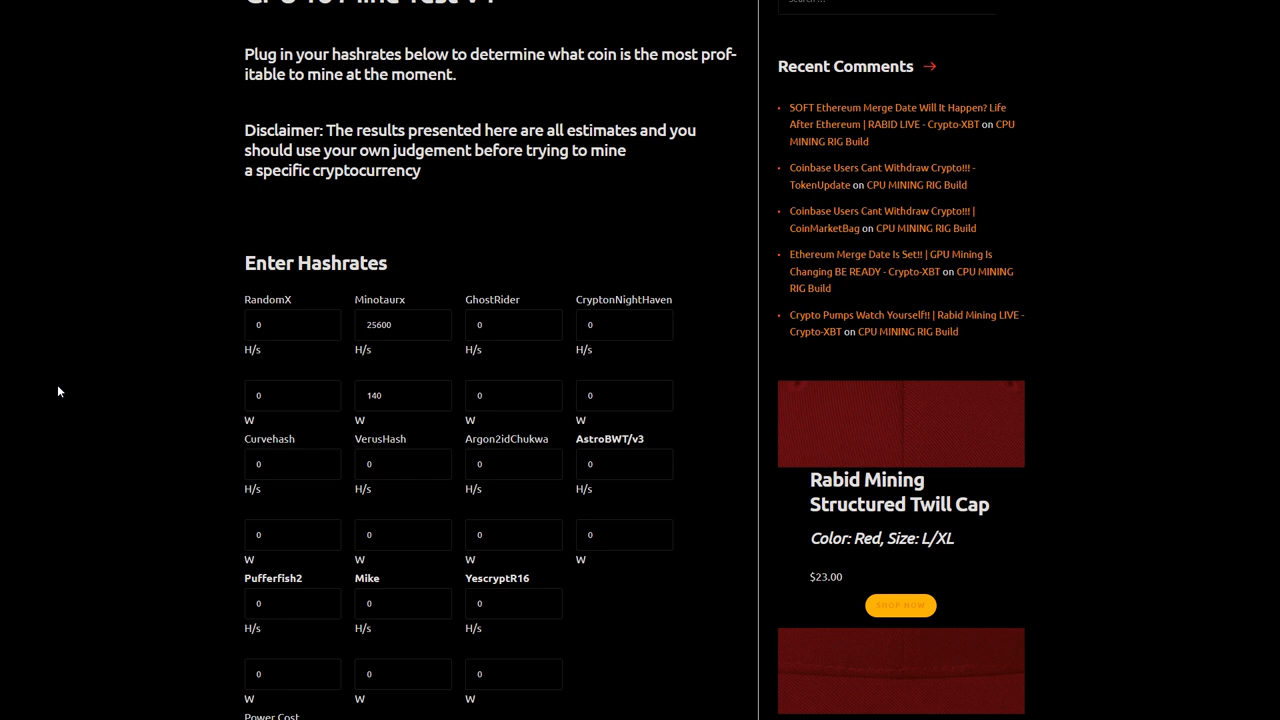 Plug in your hashrates below to determine what coin is the most prof-
itable to mine at the moment.
Disclaimer: The results presented here are all estimates and you
should use your own judgement before trying to mine
a specific cryptocurrency
Enter Hashrates
RandomX Minotaurx GhostRider CryptonNightHaven
0 25600 0 0
H/s H/s H/s H/s
0 140 0 0
W W W W
Curvehash VerusHash Argon2idChukwa AstroBWT/v3
0 0 0 0
H/s H/s H/s H/s
0 0 0 0
W W W W
Pufferfish2 Mike YescryptR16
0 0 0
H/s H/s H/s
0 0 0
W W W
Power Cost
Recent Comments
SOFT Ethereum Merge Date Will It Happen? Life
After Ethereum | RABID LIVE - Crypto-XBT on CPU
MINING RIG Build
Coinbase Users Cant Withdraw Crypto!!! -
TokenUpdate on CPU MINING RIG Build
Coinbase Users Cant Withdraw Crypto!!! |
CoinMarketBag on CPU MINING RIG Build
Ethereum Merge Date Is Set!! | GPU Mining Is
Changing BE READY - Crypto-XBT on CPU MINING
RIG Build
Crypto Pumps Watch Yourself!! | Rabid Mining LIVE -
Crypto-XBT on CPU MINING RIG Build
Rabid Mining
Structured Twill Cap
Color: Red, Size: L/XL
$23.00
SHOP NOW